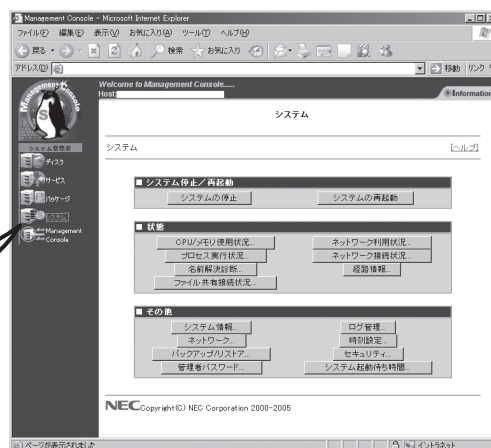 Management Console - Microsoft Internet Explorer
ファイル(F) 編集(E) 表示(V) お気に入り(A) ツール(T) ヘルプ(H)
戻る 検索 お気に入り
アドレス(D) 移動 リンク
Management Console
Welcome to Management Console.....
Host:
Information
システム管理者
ディスク
サービス
パッケージ
システム
Management Console
システム
システム [ヘルプ]
■ システム停止／再起動
システムの停止 システムの再起動
■ 状態
CPU/メモリ使用状況... ネットワーク利用状況...
プロセス実行状況... ネットワーク接続状況...
名前解決診断... 経路情報...
ファイル共有接続状況...
■ その他
システム情報... ログ管理...
ネットワーク... 時刻設定...
バックアップ/リストア... セキュリティ...
管理者パスワード... システム起動待ち時間...
NEC Copyright(C) NEC Corporation 2000-2005
ページが表示されました イントラネット